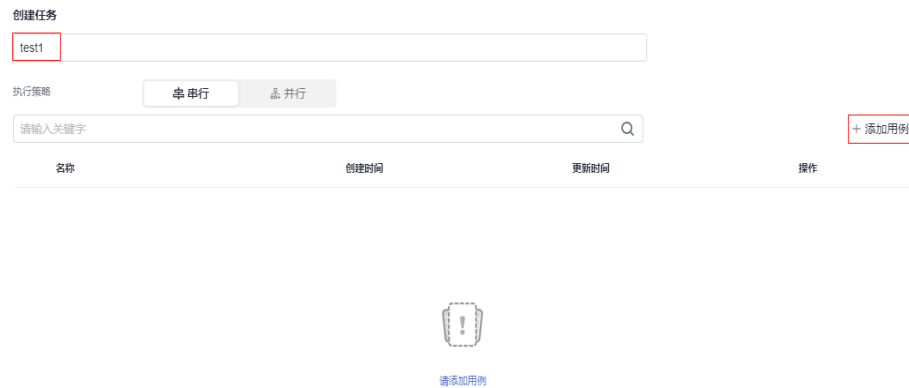 创建任务
test1
执行策略 串行 并行
请输入关键字 + 添加用例
名称 创建时间 更新时间 操作
请添加用例